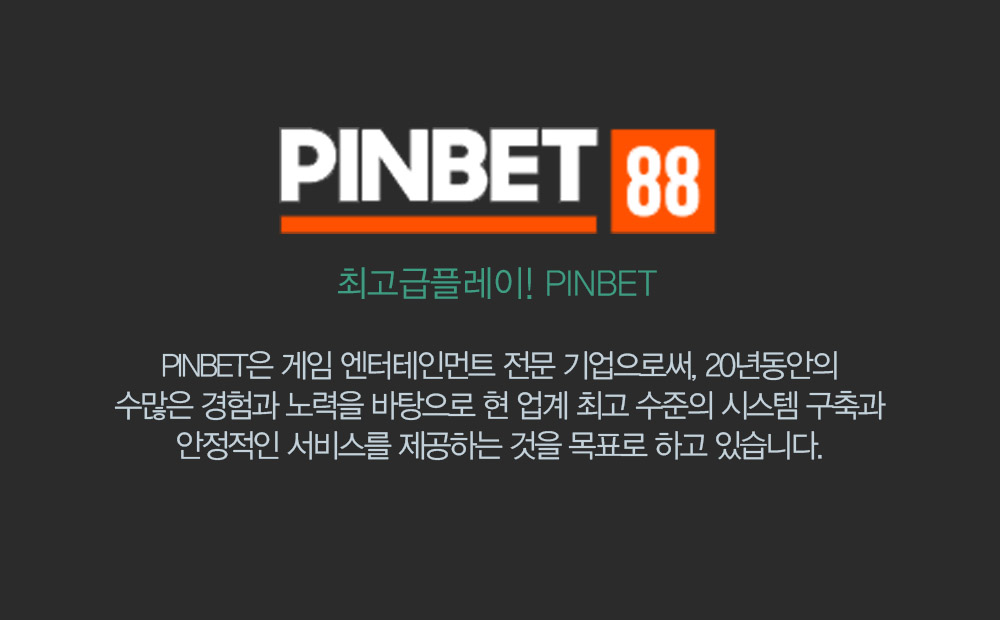 PINBET 88
최고급플레이! PINBET
PINBET은 게임 엔터테인먼트 전문 기업으로써, 20년동안의
수많은 경험과 노력을 바탕으로 현 업계 최고 수준의 시스템 구축과
안정적인 서비스를 제공하는 것을 목표로 하고 있습니다.